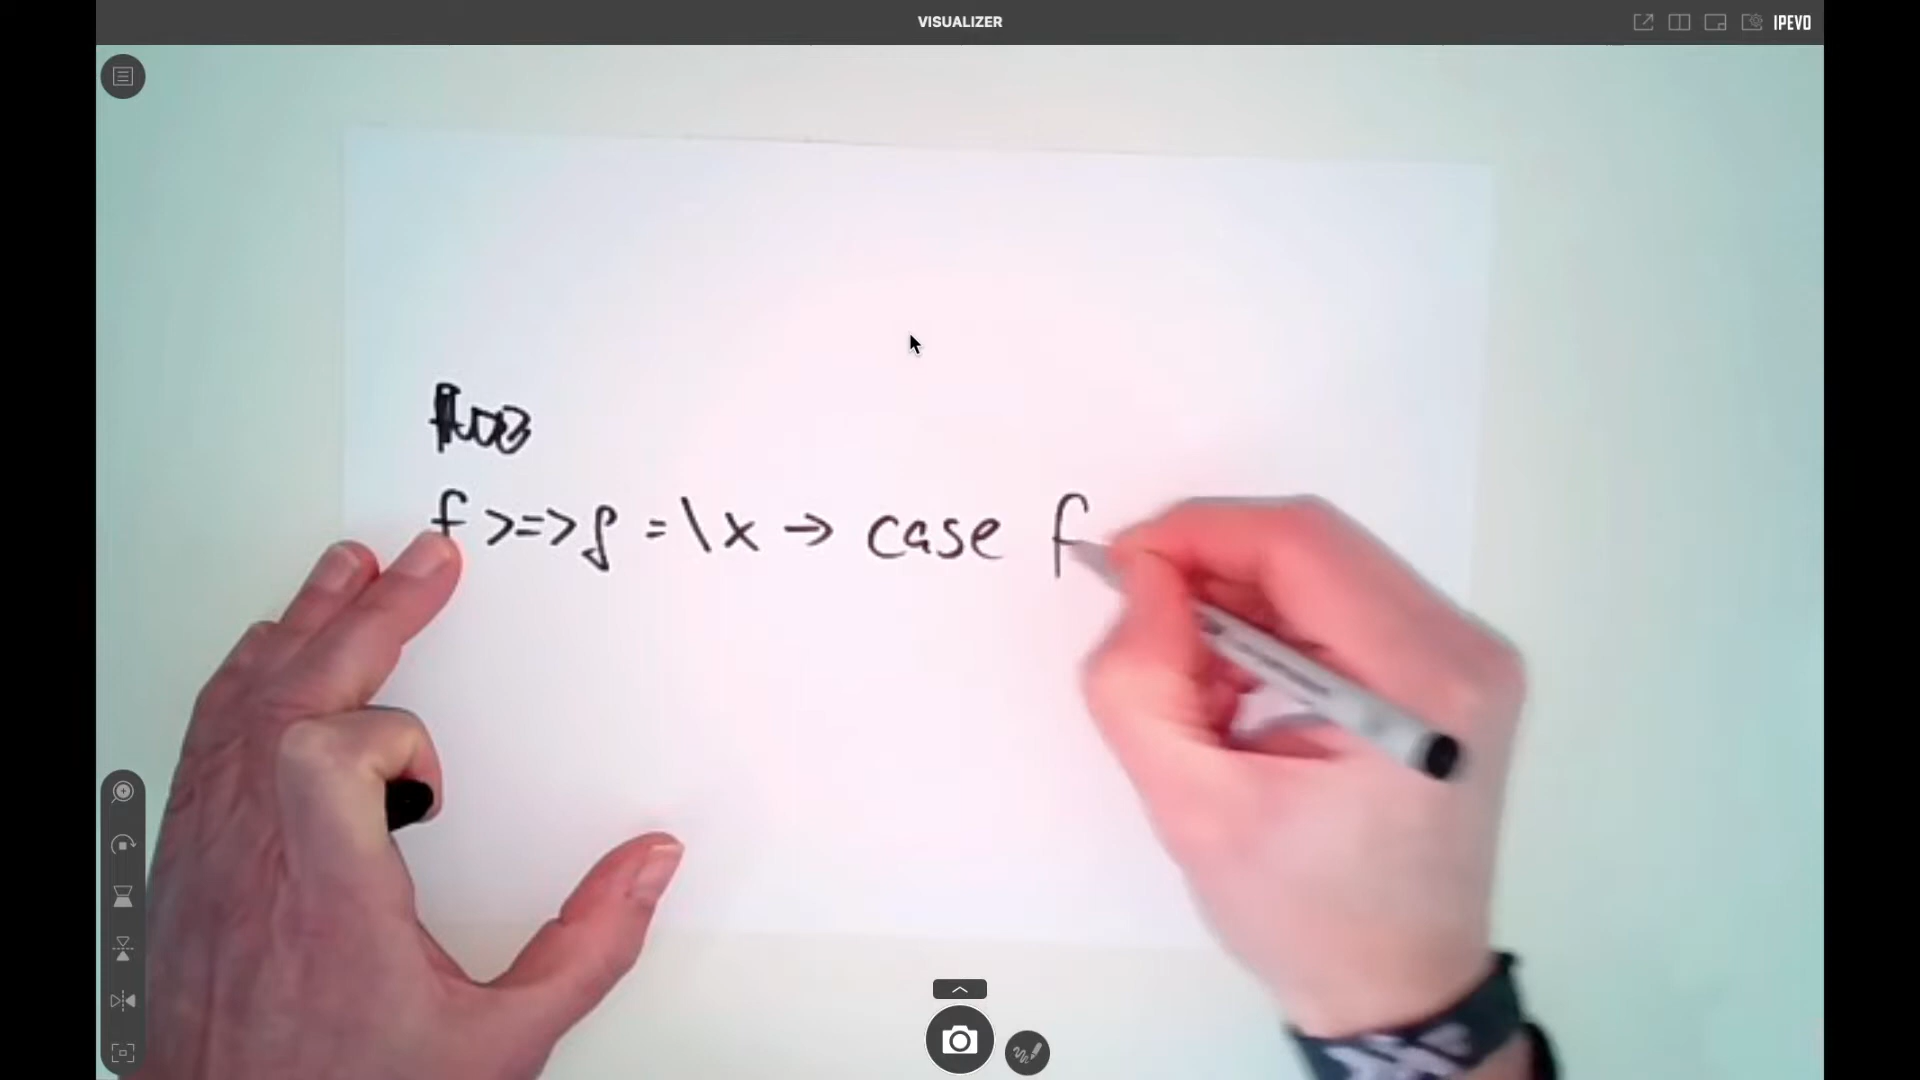 VISUALIZER
IPEVO
f >=> g = \x → case f